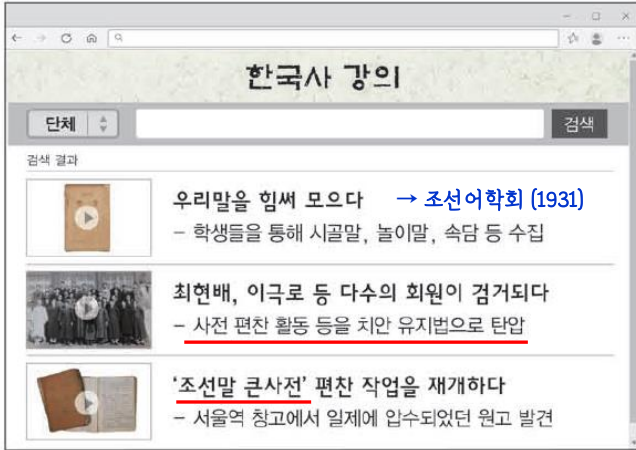 한국사 강의
단체
검색
검색 결과
우리말을 힘써 모으다 → 조선어학회 (1931)
– 학생들을 통해 시골말, 놀이말, 속담 등 수집
최현배, 이극로 등 다수의 회원이 검거되다
– 사전 편찬 활동 등을 치안 유지법으로 탄압
‘조선말 큰사전’ 편찬 작업을 재개하다
– 서울역 창고에서 일제에 압수되었던 원고 발견